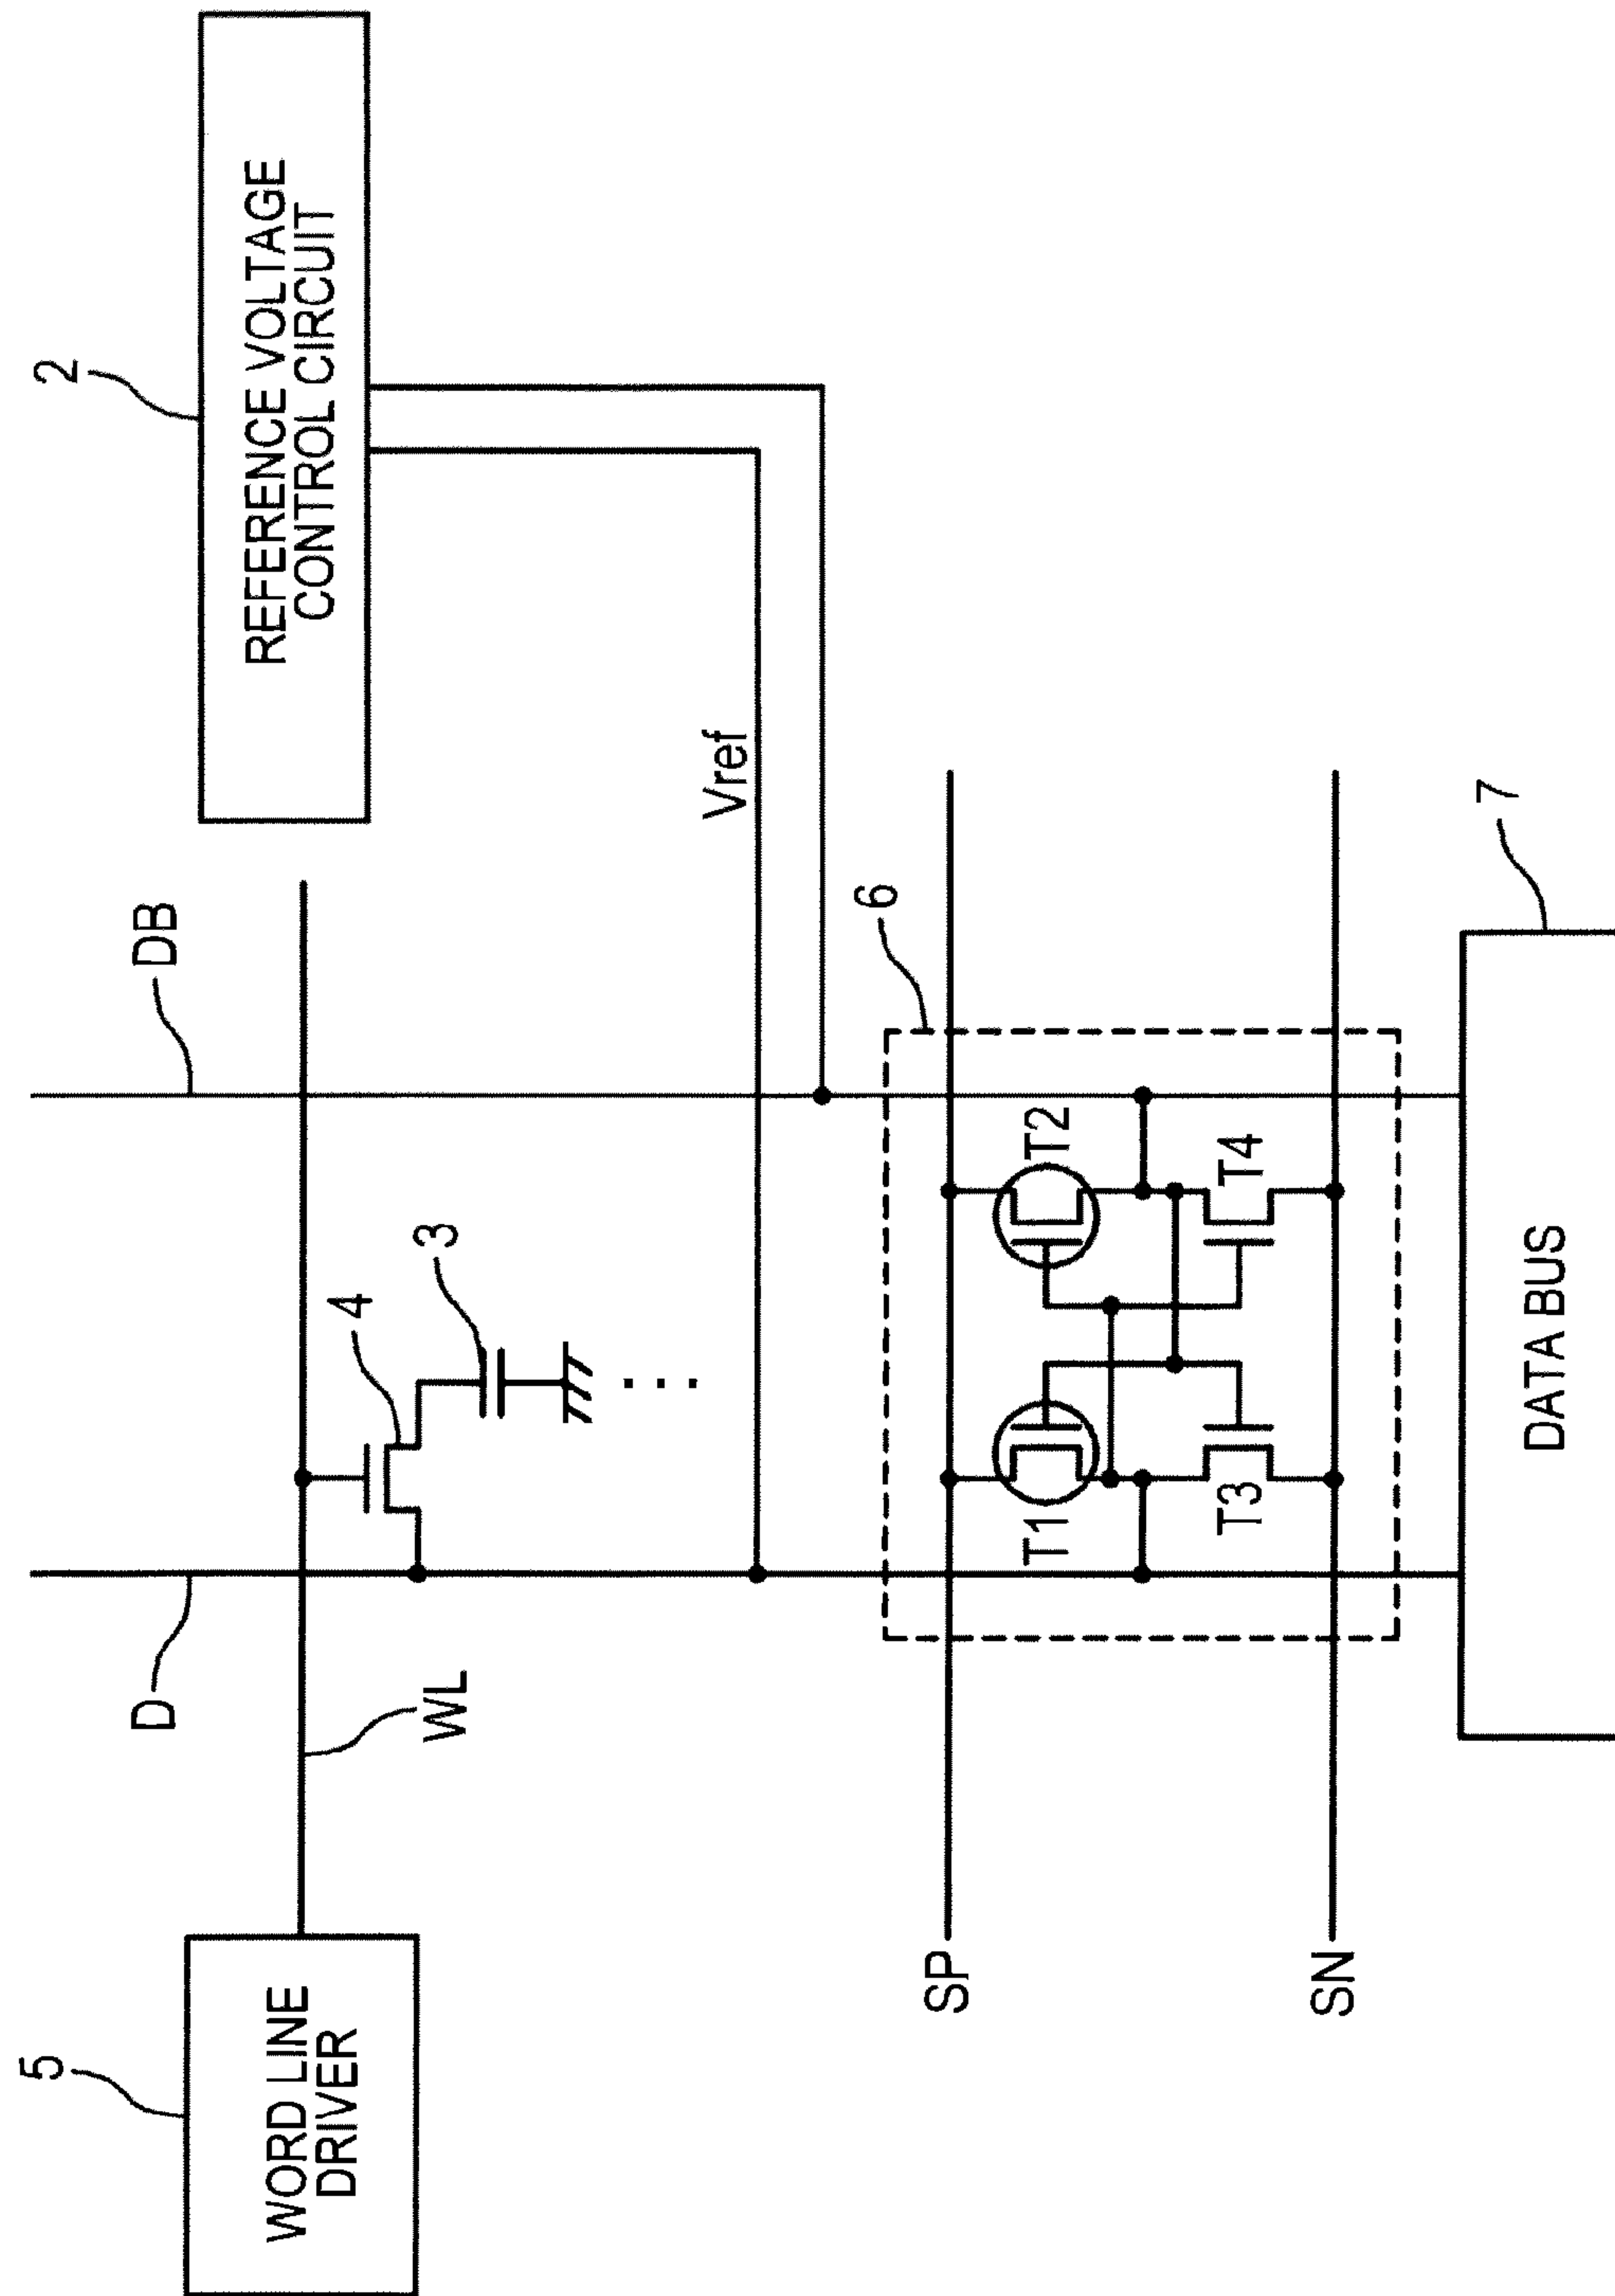 5
WORD LINE
DRIVER
WL
D
DB
2
REFERENCE VOLTAGE
CONTROL CIRCUIT
4
3
Vref
6
SP
T1
T2
T3
T4
SN
7
DATA BUS